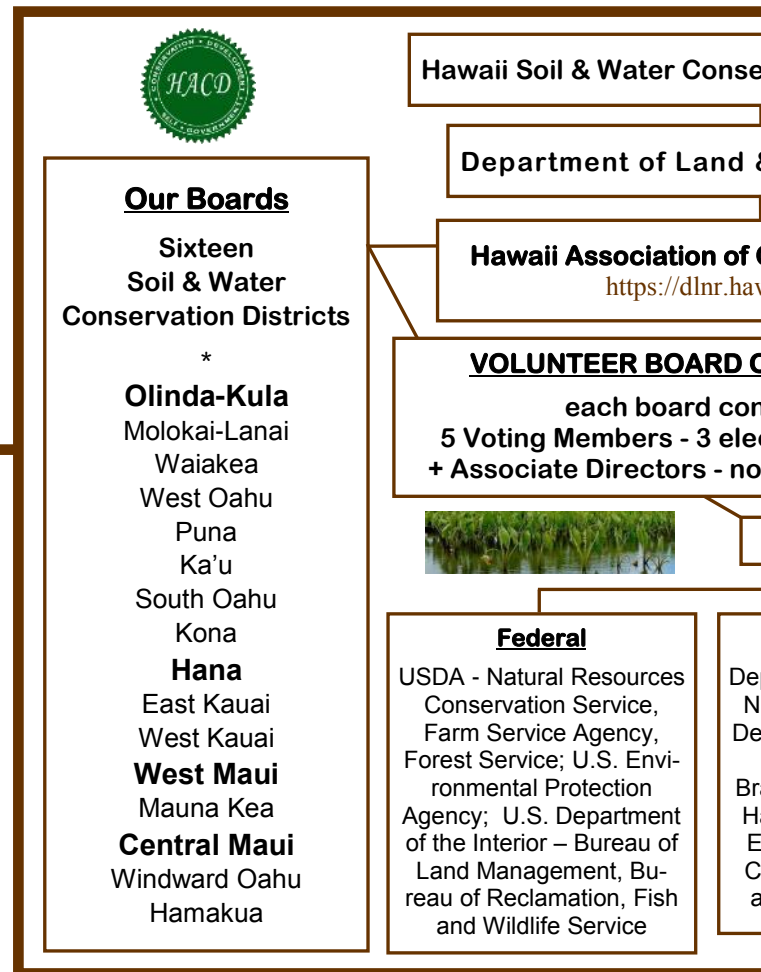 CONSERVATION • DEVELOPMENT
HACD
SELF • GOVERNMENT
Hawaii Soil & Water Conse
Department of Land &
Our Boards
Sixteen
Soil & Water
Conservation Districts
*
Olinda-Kula
Molokai-Lanai
Waiakea
West Oahu
Puna
Ka’u
South Oahu
Kona
Hana
East Kauai
West Kauai
West Maui
Mauna Kea
Central Maui
Windward Oahu
Hamakua
Hawaii Association of
https://dlnr.hav
VOLUNTEER BOARD
each board con
5 Voting Members - 3 elec
+ Associate Directors - no
Federal
USDA - Natural Resources
Conservation Service,
Farm Service Agency,
Forest Service; U.S. Envi-
ronmental Protection
Agency;  U.S. Department
of the Interior – Bureau of
Land Management, Bu-
reau of Reclamation, Fish
and Wildlife Service
Dep
N
De
Bra
Ha
E
C
a